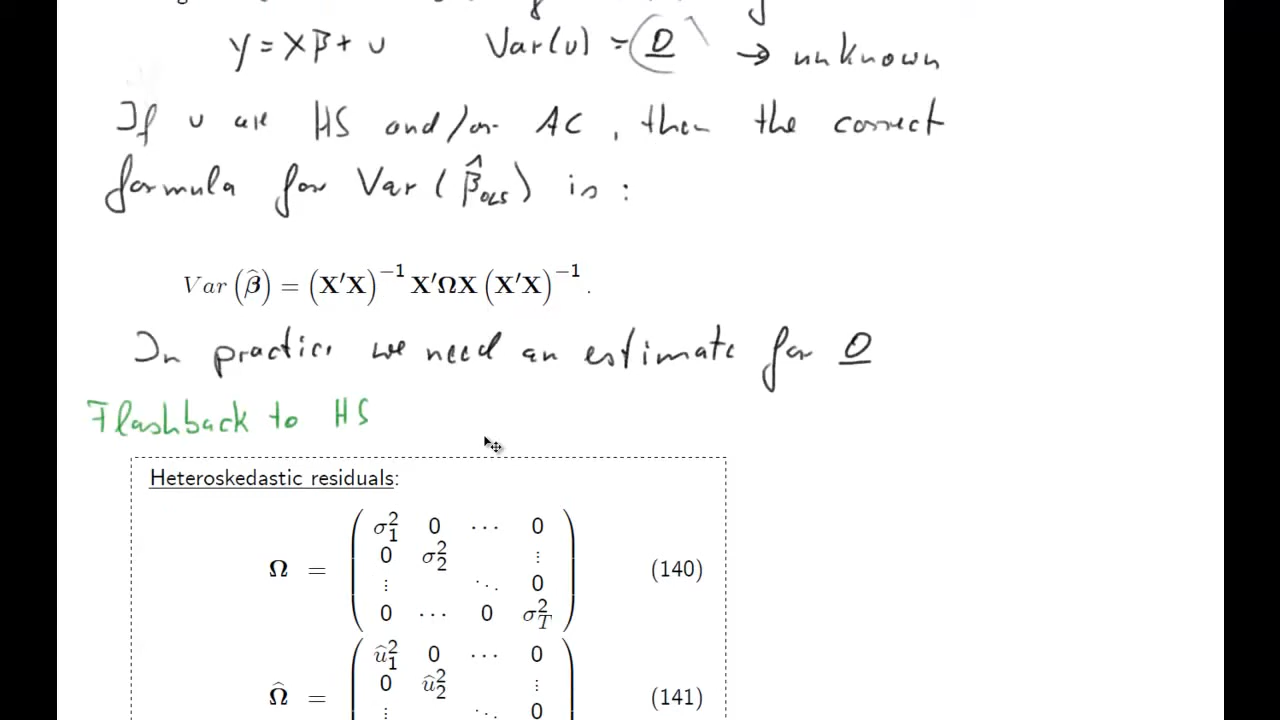 y = Xβ + u Var(u) = Ω → unknown
If u are HS and/or AC, then the correct
formula for Var(β̂OLS) is:
Var(β̂) = (X′X)⁻¹ X′ΩX (X′X)⁻¹.
In practice we need an estimate for Ω
Flashback to HS
Heteroskedastic residuals:
σ₁² 0 ⋯ 0
0 σ₂² ⋮
Ω = (140)
⋮ ⋱ 0
0 ⋯ 0 σ_T²
û₁² 0 ⋯ 0
0 û₂² ⋮
Ω̂ = (141)
⋮ ⋱ 0